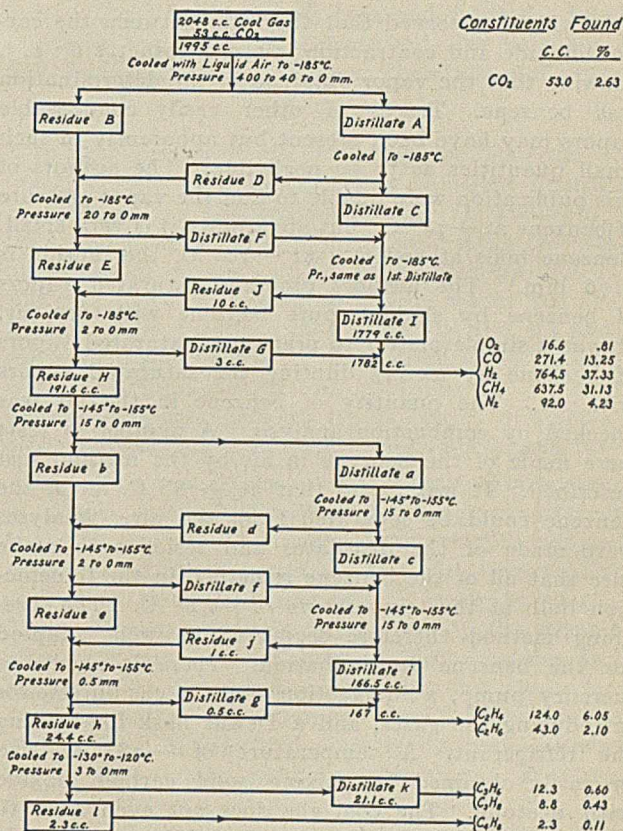 2048 c.c. Coal Gas
53 c.c. CO₂
1995 c.c.
Constituents Found
C.C. %
CO₂ 53.0 2.63
Cooled with Liquid Air to -185°C.
Pressure 400 to 40 to 0 mm.
Residue B
Distillate A
Cooled to -185°C.
Residue D
Cooled to -185°C.
Pressure 20 to 0 mm
Distillate C
Distillate F
Residue E
Cooled to -185°C
Pr., same as 1st. Distillate
Residue J
10 c.c.
Cooled to -185°C.
Pressure 2 to 0 mm
Distillate I
1779 c.c.
Distillate G
3 c.c.
1782 c.c.
O₂ 16.6 .81
CO 271.4 13.25
H₂ 764.5 37.33
CH₄ 637.5 31.13
N₂ 92.0 4.23
Residue H
191.6 c.c.
Cooled to -145° to -155°C
Pressure 15 to 0 mm
Residue b
Distillate a
Cooled to -145° to -155°C.
Pressure 15 to 0 mm
Residue d
Cooled to -145° to -155°C.
Pressure 2 to 0 mm
Distillate c
Distillate f
Residue e
Cooled to -145° to -155°C
Pressure 15 to 0 mm
Residue j
1 c.c.
Cooled to -145° to -155°C.
Pressure 0.5 mm
Distillate i
166.5 c.c.
Distillate g
0.5 c.c.
167 c.c.
C₂H₄ 124.0 6.05
C₂H₆ 43.0 2.10
Residue h
24.4 c.c.
Cooled to -130° to -120°C.
Pressure 3 to 0 mm
Distillate k
21.1 c.c.
C₃H₆ 12.3 0.60
C₃H₈ 8.8 0.43
Residue l
2.3 c.c.
C₄H₈ 2.3 0.11